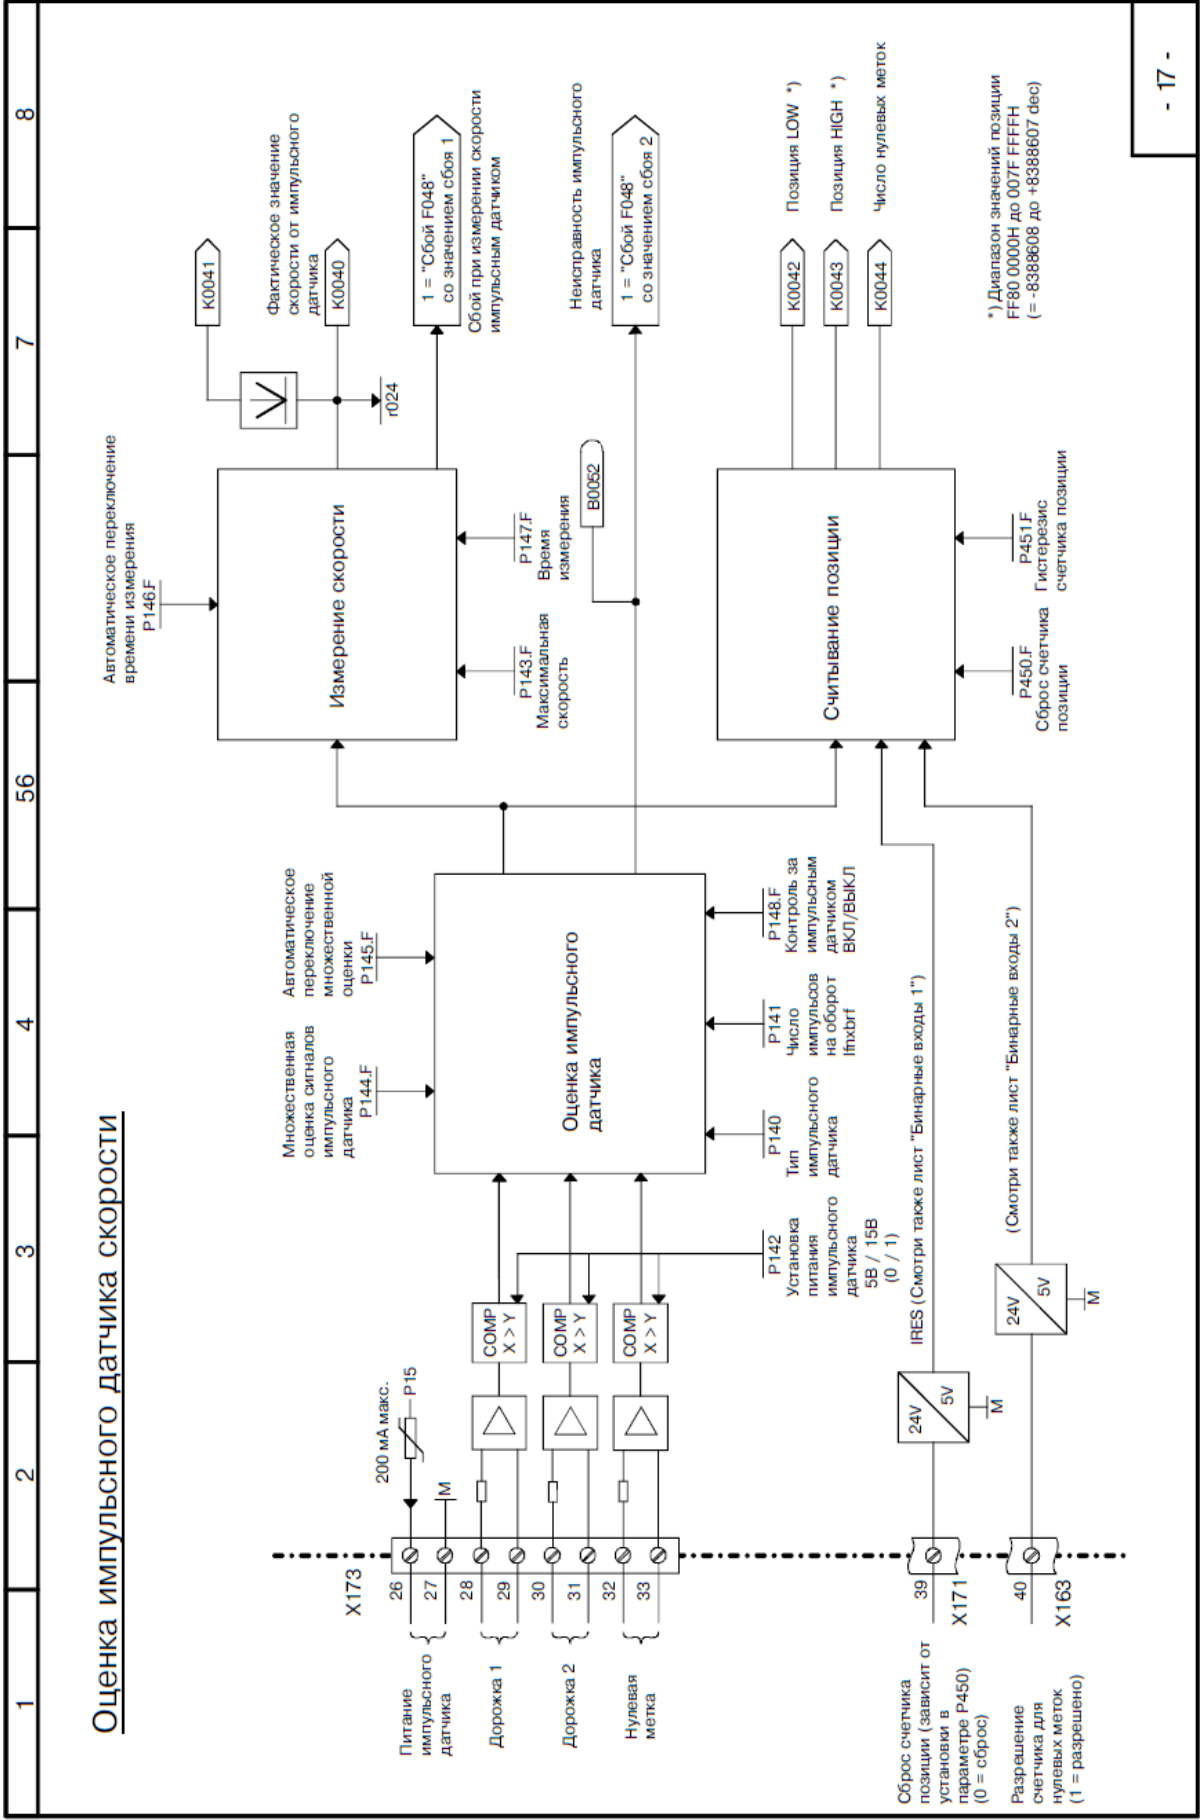 Оценка импульсного датчика скорости
1
2
3
4
56
7
8
- 17 -
Питание
импульсного
датчика
Дорожка 1
Дорожка 2
Нулевая
метка
X173
26
27
28
29
30
31
32
33
200 мА макс.
P15
M
COMP
X > Y
COMP
X > Y
COMP
X > Y
P142
Установка
питания
импульсного
датчика
5В / 15В
(0 / 1)
Множественная
оценка сигналов
импульсного
датчика
P144.F
Автоматическое
переключение
множественной
оценки
P145.F
Оценка импульсного
датчика
P140
Тип
импульсного
датчика
P141
Число
импульсов
на оборот
lfnxbrf
P148.F
Контроль за
импульсным
датчиком
ВКЛ/ВЫКЛ
Автоматическое переключение
времени измерения
P146.F
Измерение скорости
P143.F
Максимальная
скорость
P147.F
Время
измерения
K0041
Фактическое значение
скорости от импульсного
датчика
K0040
r024
1 = "Сбой F048"
со значением сбоя 1
Сбой при измерении скорости
импульсным датчиком
B0052
Неисправность импульсного
датчика
1 = "Сбой F048"
со значением сбоя 2
Считывание позиции
P450.F
Сброс счетчика
позиции
P451.F
Гистерезис
счетчика позиции
K0042
Позиция LOW *)
K0043
Позиция HIGH *)
K0044
Число нулевых меток
*) Диапазон значений позиции
FF80 0000H до 007F FFFFH
(= -8388608 до +8388607 dec)
Сброс счетчика
позиции (зависит от
установки в
параметре P450)
(0 = сброс)
39
X171
24V
5V
M
IRES (Смотри также лист "Бинарные входы 1")
Разрешение
счетчика для
нулевых меток
(1 = разрешено)
40
X163
24V
5V
M
(Смотри также лист "Бинарные входы 2")